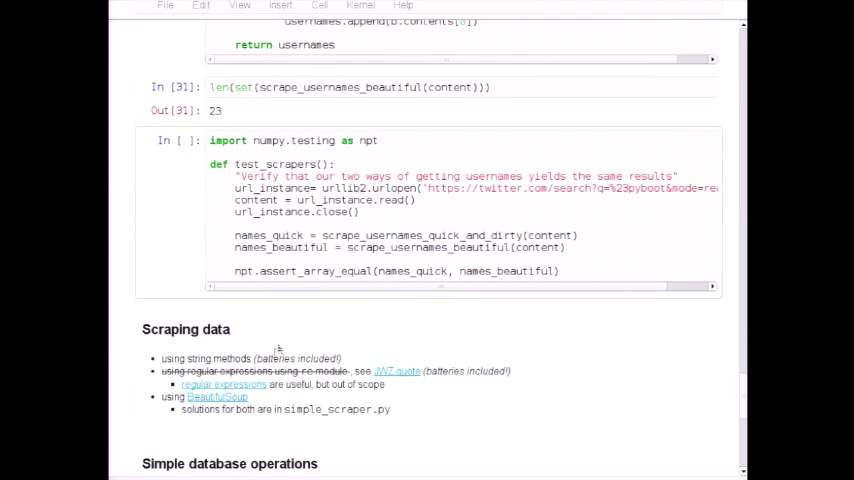 File Edit View Insert Cell Kernel Help
usernames.append(b.contents[0])
return usernames
In [31]: len(set(scrape_usernames_beautiful(content)))
Out[31]: 23
In [ ]: import numpy.testing as npt
def test_scrapers():
"Verify that our two ways of getting usernames yields the same results"
url_instance= urllib2.urlopen('https://twitter.com/search?q=%23pyboot&mode=re
content = url_instance.read()
url_instance.close()
names_quick = scrape_usernames_quick_and_dirty(content)
names_beautiful = scrape_usernames_beautiful(content)
npt.assert_array_equal(names_quick, names_beautiful)
Scraping data
• using string methods (batteries included!)
• using regular expressions using re module , see JWZ quote (batteries included!)
▪ regular expressions are useful, but out of scope
• using BeautifulSoup
▪ solutions for both are in simple_scraper.py
Simple database operations